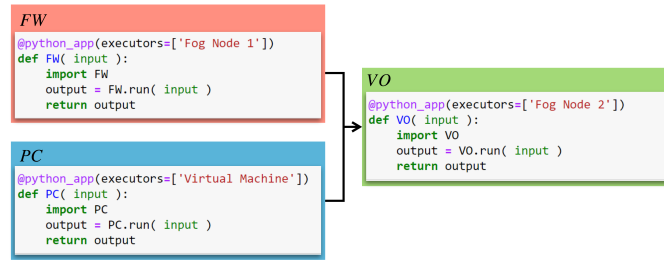 FW
@python_app(executors=['Fog Node 1'])
def FW( input ):
    import FW
    output = FW.run( input )
    return output
PC
@python_app(executors=['Virtual Machine'])
def PC( input ):
    import PC
    output = PC.run( input )
    return output
VO
@python_app(executors=['Fog Node 2'])
def VO( input ):
    import VO
    output = VO.run( input )
    return output